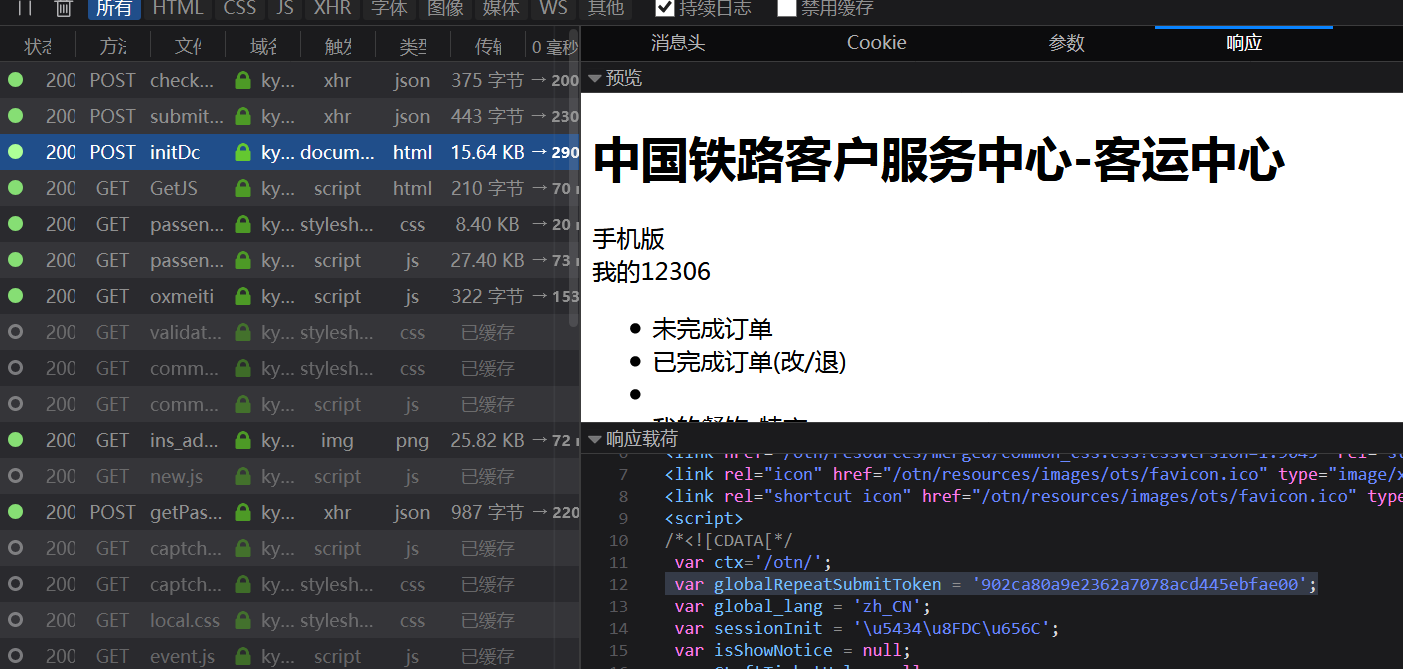 所有 HTML CSS JS XHR 字体 图像 媒体 WS 其他 持续日志 禁用缓存
方法 域名 类型 0 毫秒
消息头 Cookie 参数 响应
200 POST check... ky... xhr json 375 字节 → 200
200 POST submit... ky... xhr json 443 字节 → 230
200 POST initDc ky... docum... html 15.64 KB → 290
200 GET GetJS ky... script html 210 字节 → 70
200 GET passen... ky... stylesh... css 8.40 KB → 20
200 GET passen... ky... script js 27.40 KB → 73
200 GET oxmeiti ky... script js 322 字节 → 153
200 GET validat... ky... stylesh... css 已缓存
200 GET comm... ky... stylesh... css 已缓存
200 GET comm... ky... script js 已缓存
200 GET ins_ad... ky... img png 25.82 KB → 72
200 GET new.js ky... script js 已缓存
200 POST getPas... ky... xhr json 987 字节 → 220
200 GET captch... ky... script js 已缓存
200 GET captch... ky... stylesh... css 已缓存
200 GET local.css ky... stylesh... css 已缓存
200 GET event.js ky... script js 已缓存
预览
中国铁路客户服务中心-客运中心
手机版
我的12306
未完成订单
已完成订单(改/退)
响应载荷
7 <link rel="icon" href="/otn/resources/images/ots/favicon.ico" type="image/x
8 <link rel="shortcut icon" href="/otn/resources/images/ots/favicon.ico" type
9 <script>
10 /*<![CDATA[*/
11 var ctx='/otn/';
12 var globalRepeatSubmitToken = '902ca80a9e2362a7078acd445ebfae00';
13 var global_lang = 'zh_CN';
14 var sessionInit = '\u5434\u8FDC\u656C';
15 var isShowNotice = null;